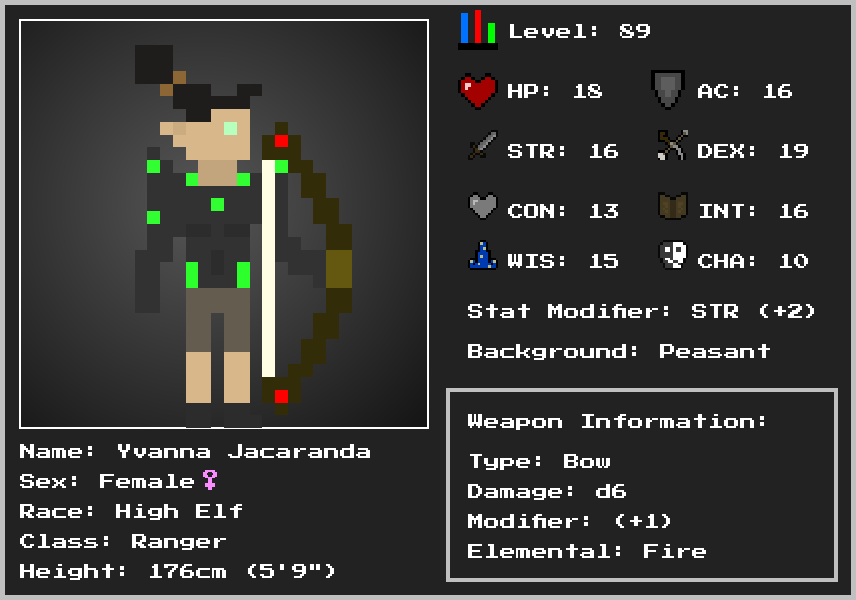 Level: 89
HP: 18
AC: 16
STR: 16
DEX: 19
CON: 13
INT: 16
WIS: 15
CHA: 10
Stat Modifier: STR (+2)
Background: Peasant
Name: Yvanna Jacaranda
Sex: Female♀
Race: High Elf
Class: Ranger
Height: 176cm (5'9")
Weapon Information:
Type: Bow
Damage: d6
Modifier: (+1)
Elemental: Fire